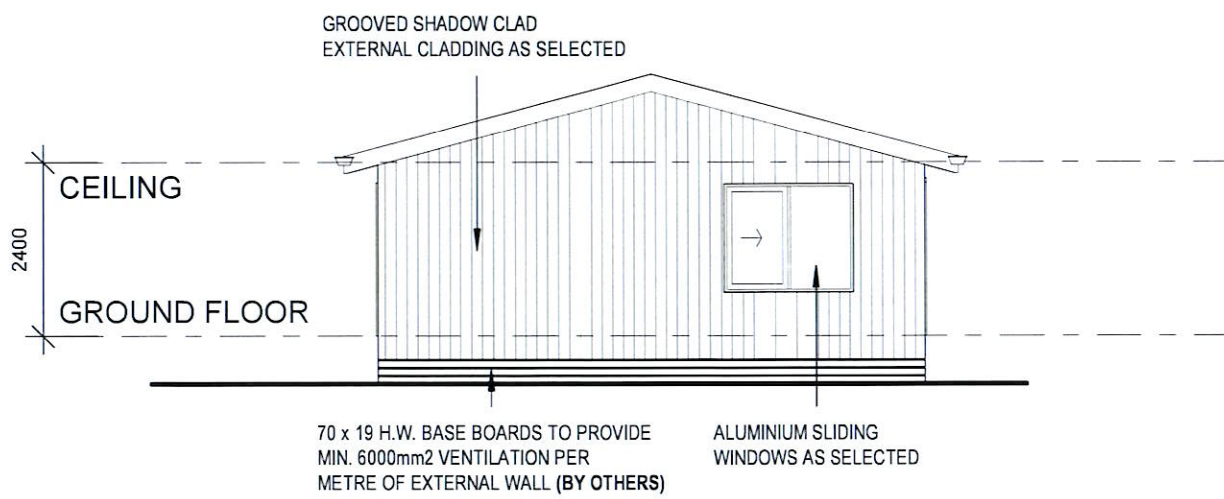 GROOVED SHADOW CLAD
EXTERNAL CLADDING AS SELECTED
CEILING
2400
GROUND FLOOR
70 x 19 H.W. BASE BOARDS TO PROVIDE
MIN. 6000mm2 VENTILATION PER
METRE OF EXTERNAL WALL (BY OTHERS)
ALUMINIUM SLIDING
WINDOWS AS SELECTED